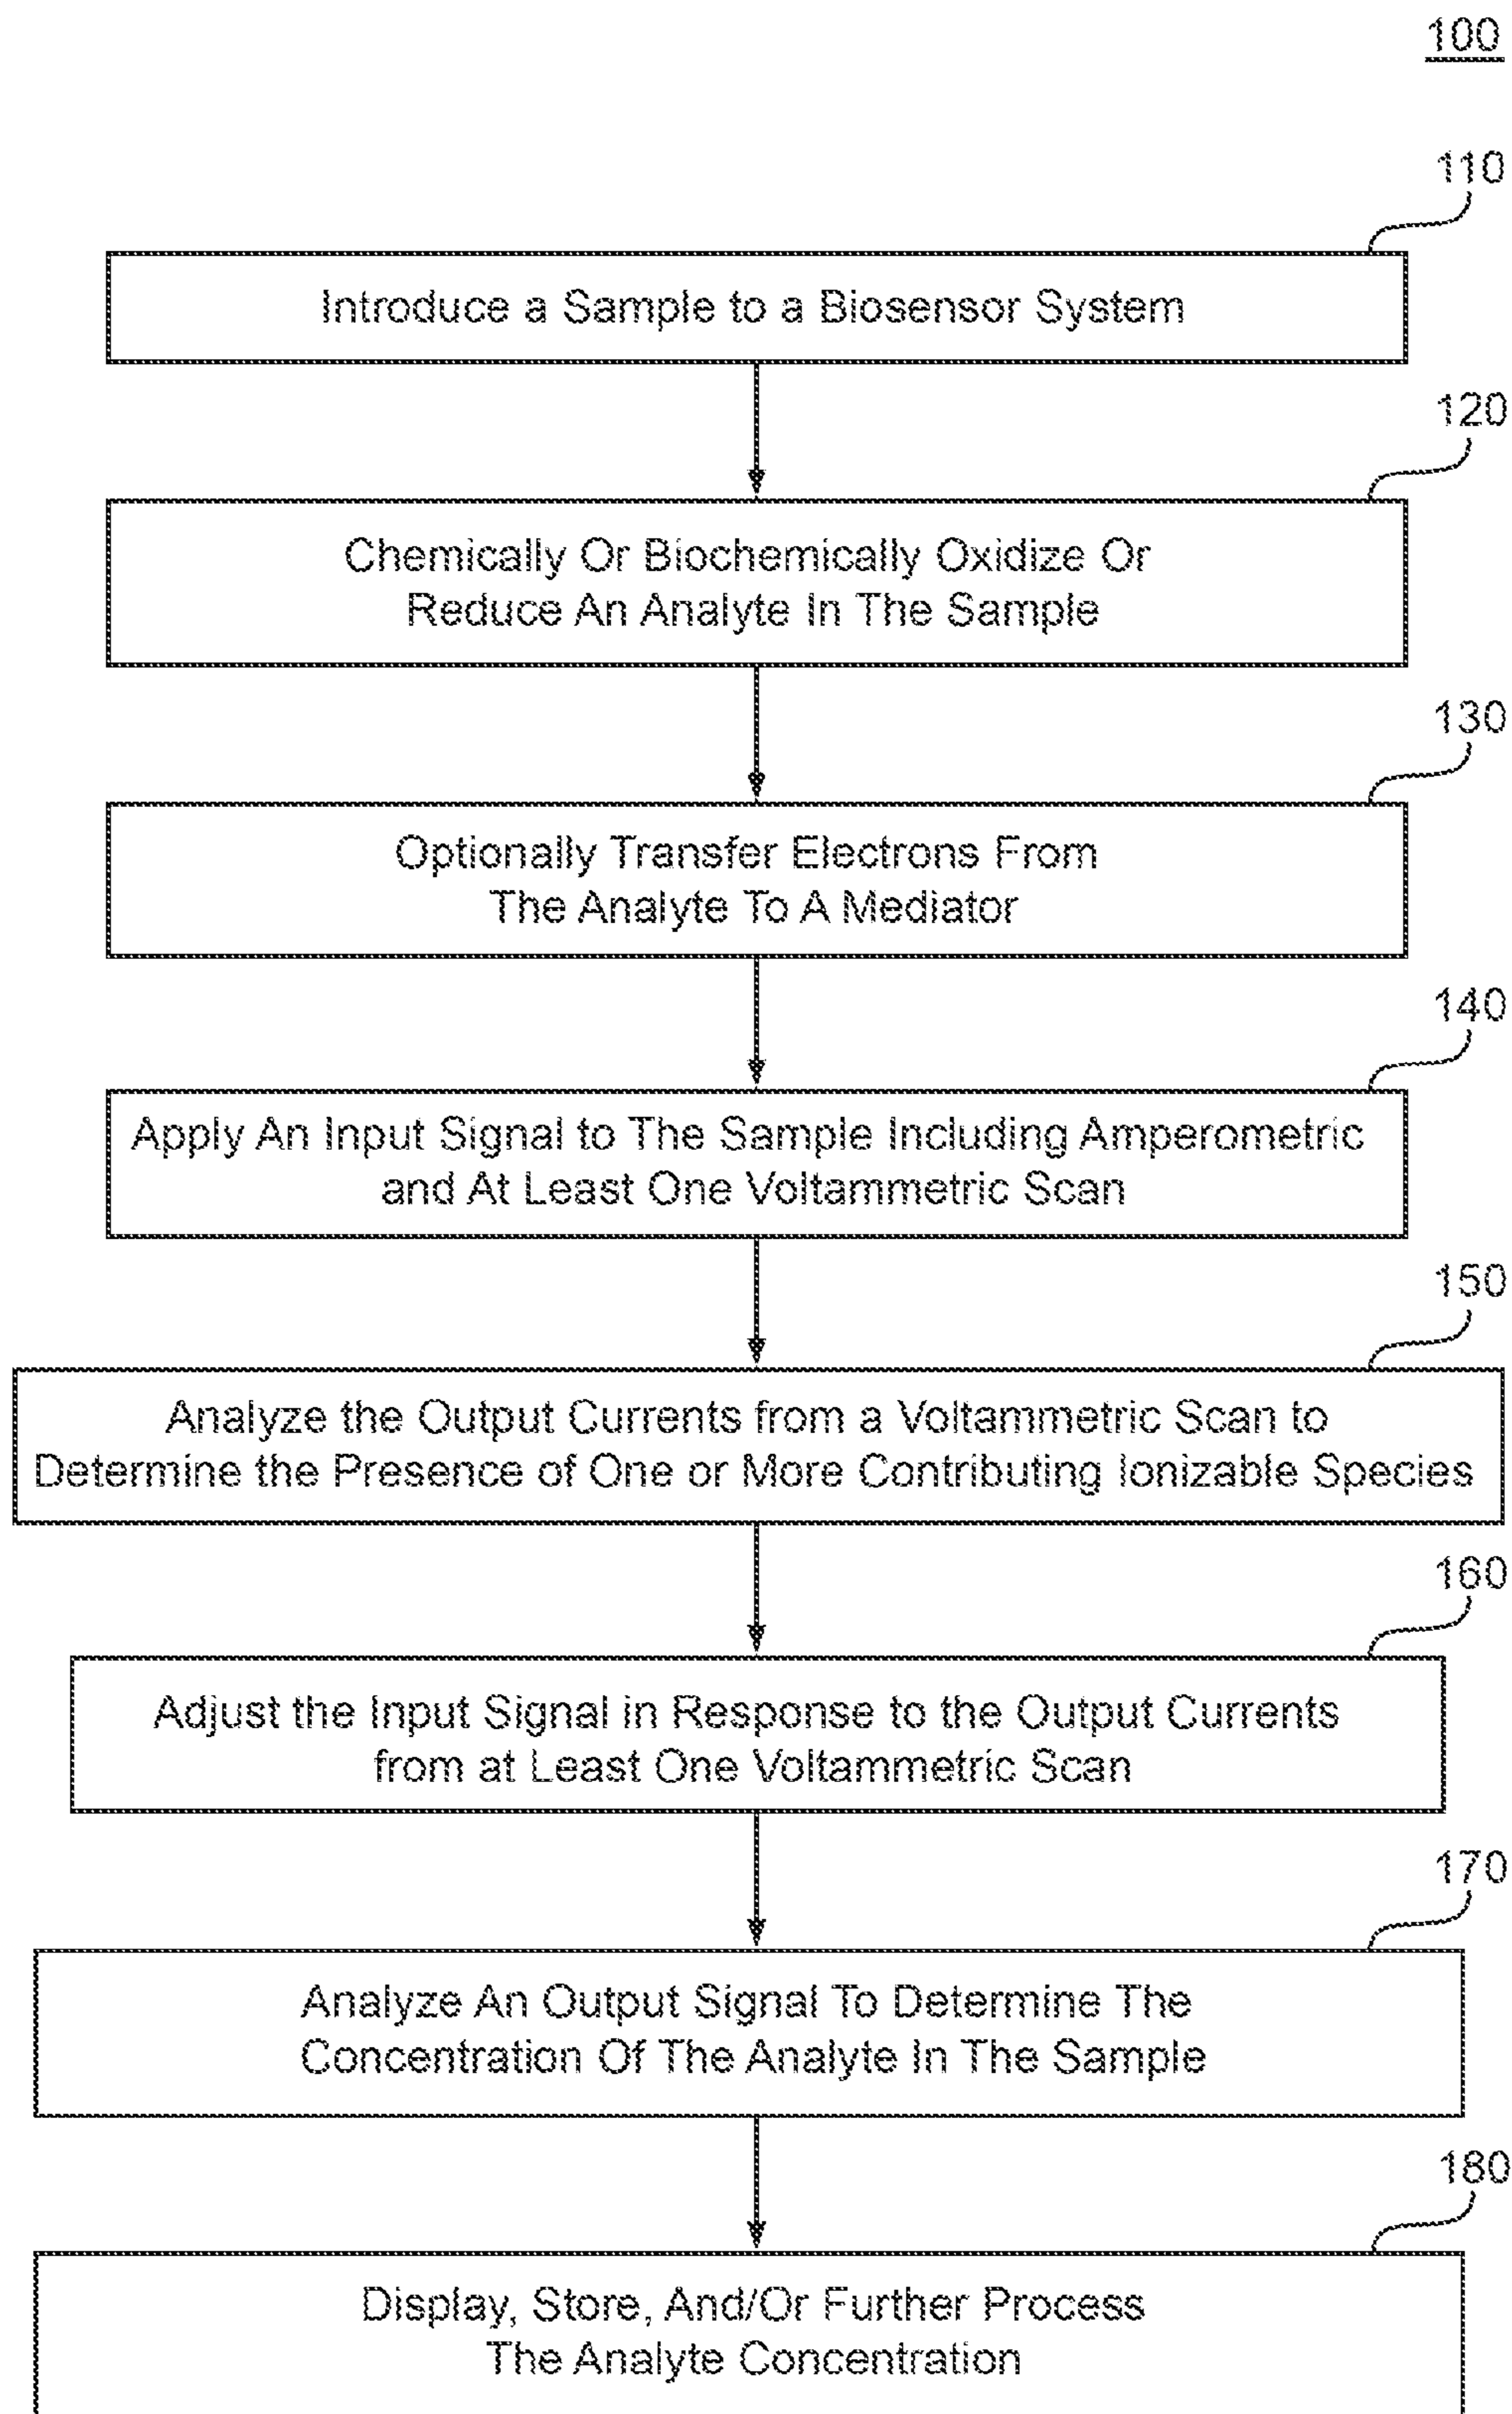 100
110
Introduce a Sample to a Biosensor System
120
Chemically Or Biochemically Oxidize Or
Reduce An Analyte In The Sample
130
Optionally Transfer Electrons From
The Analyte To A Mediator
140
Apply An Input Signal to The Sample Including Amperometric
and At Least One Voltammetric Scan
150
Analyze the Output Currents from a Voltammetric Scan to
Determine the Presence of One or More Contributing Ionizable Species
160
Adjust the Input Signal in Response to the Output Currents
from at Least One Voltammetric Scan
170
Analyze An Output Signal To Determine The
Concentration Of The Analyte In The Sample
180
Display, Store, And/Or Further Process
The Analyte Concentration